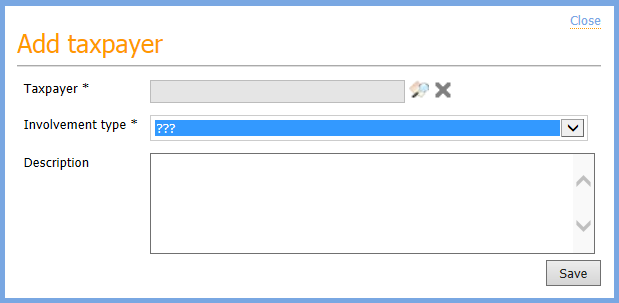 Close
Add taxpayer
Taxpayer *
Involvement type * ???
Description
Save